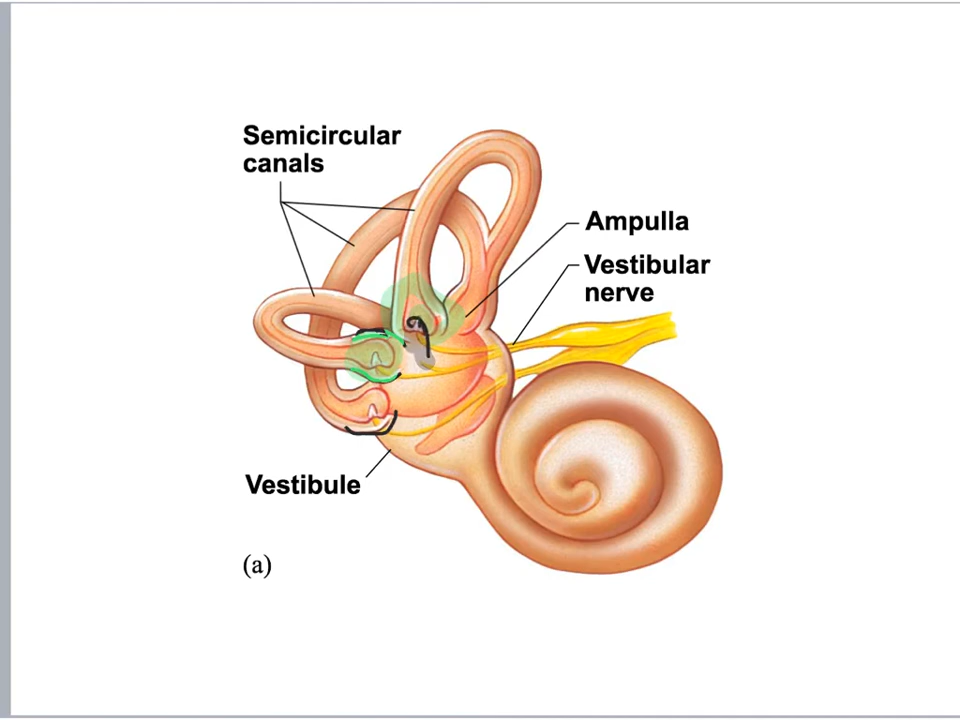 Semicircular
canals
Ampulla
Vestibular
nerve
Vestibule
(a)